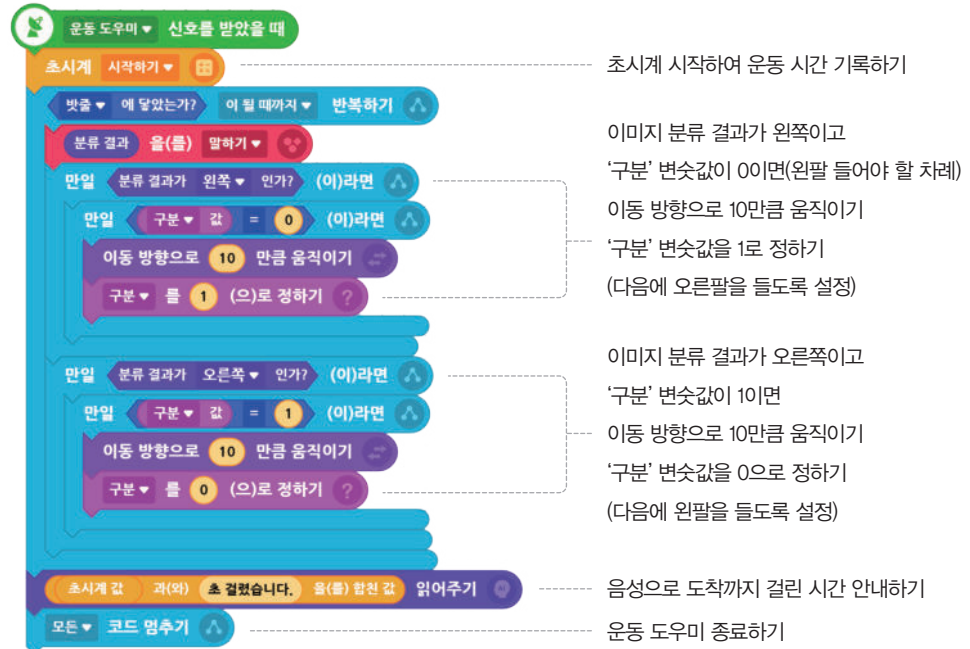 운동 도우미 ▼ 신호를 받았을 때
초시계 시작하기 ▼
초시계 시작하여 운동 시간 기록하기
밧줄 ▼ 에 닿았는가? 이 될 때까지 ▼ 반복하기
분류 결과 을(를) 말하기 ▼
만일 분류 결과가 왼쪽 ▼ 인가? (이)라면
만일 구분 ▼ 값 = 0 (이)라면
이동 방향으로 10 만큼 움직이기
구분 ▼ 를 1 (으)로 정하기
이미지 분류 결과가 왼쪽이고
‘구분’ 변숫값이 0이면(왼팔 들어야 할 차례)
이동 방향으로 10만큼 움직이기
‘구분’ 변숫값을 1로 정하기
(다음에 오른팔을 들도록 설정)
만일 분류 결과가 오른쪽 ▼ 인가? (이)라면
만일 구분 ▼ 값 = 1 (이)라면
이동 방향으로 10 만큼 움직이기
구분 ▼ 를 0 (으)로 정하기
이미지 분류 결과가 오른쪽이고
‘구분’ 변숫값이 1이면
이동 방향으로 10만큼 움직이기
‘구분’ 변숫값을 0으로 정하기
(다음에 왼팔을 들도록 설정)
초시계 값 과(와) 초 걸렸습니다. 을(를) 합친 값 읽어주기
음성으로 도착까지 걸린 시간 안내하기
모든 ▼ 코드 멈추기
운동 도우미 종료하기